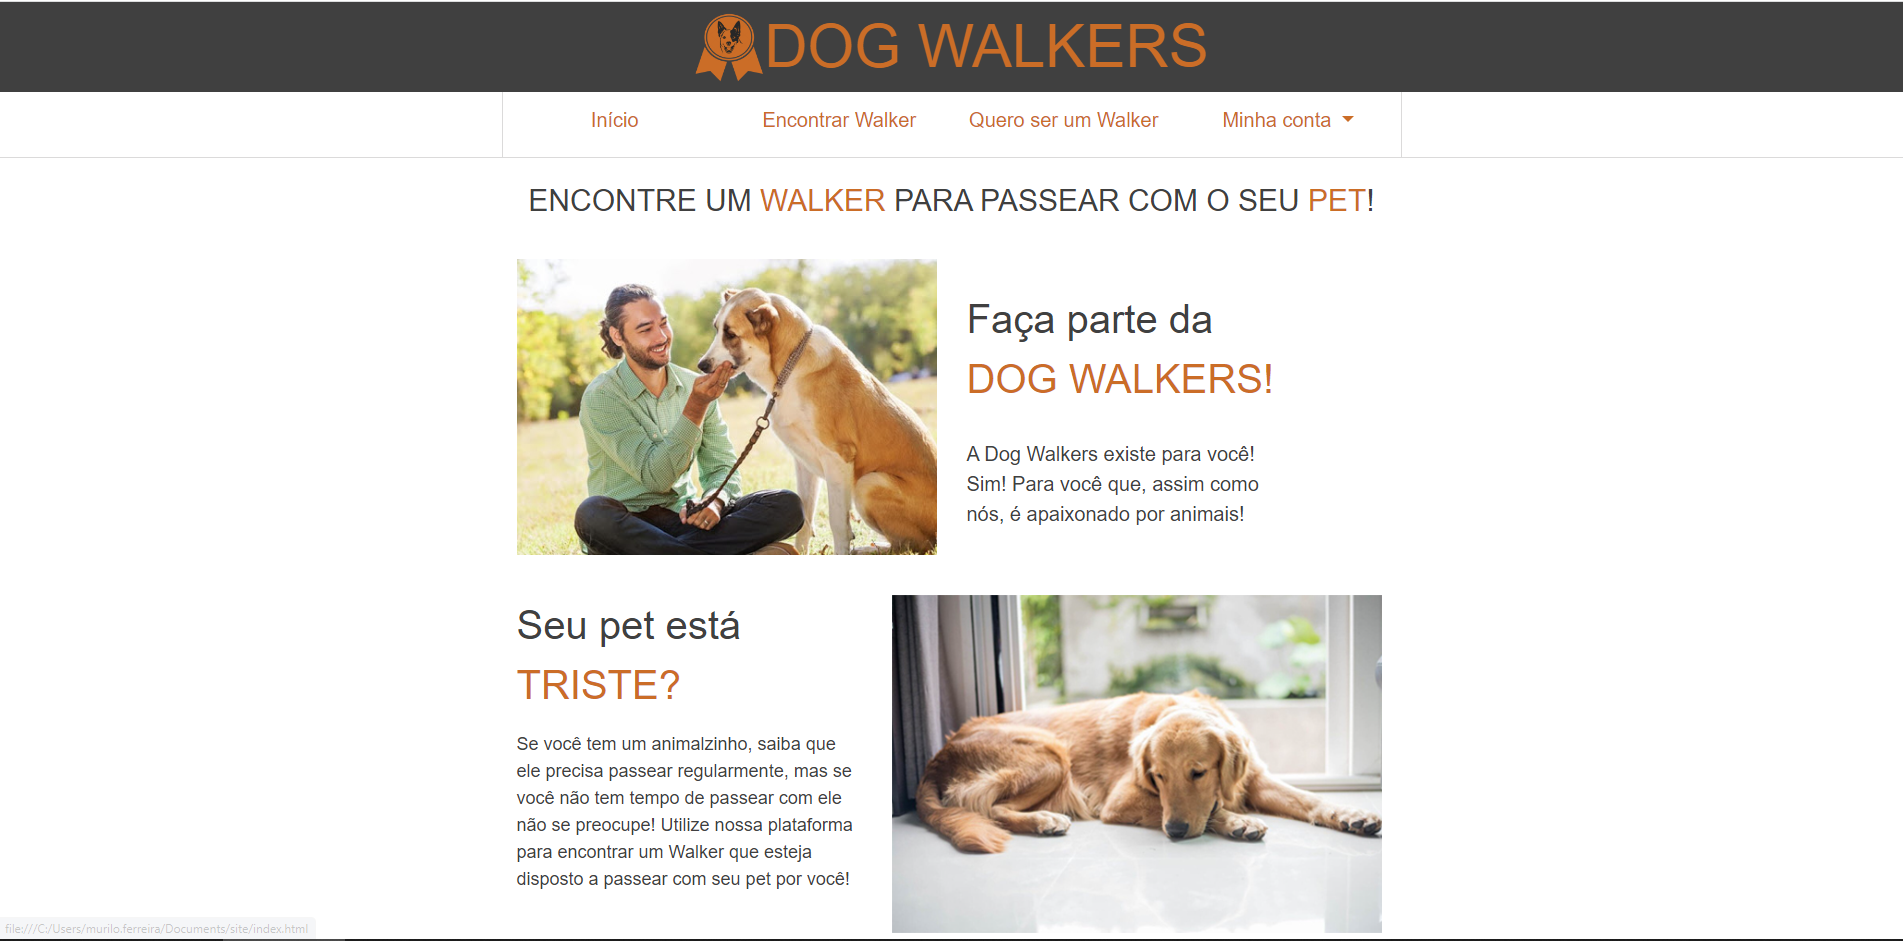 DOG WALKERS
Início
Encontrar Walker
Quero ser um Walker
Minha conta
ENCONTRE UM WALKER PARA PASSEAR COM O SEU PET!
Faça parte da
DOG WALKERS!
A Dog Walkers existe para você!
Sim! Para você que, assim como
nós, é apaixonado por animais!
Seu pet está
TRISTE?
Se você tem um animalzinho, saiba que
ele precisa passear regularmente, mas se
você não tem tempo de passear com ele
não se preocupe! Utilize nossa plataforma
para encontrar um Walker que esteja
disposto a passear com seu pet por você!
file:///C:/Users/murilo.ferreira/Documents/site/index.html